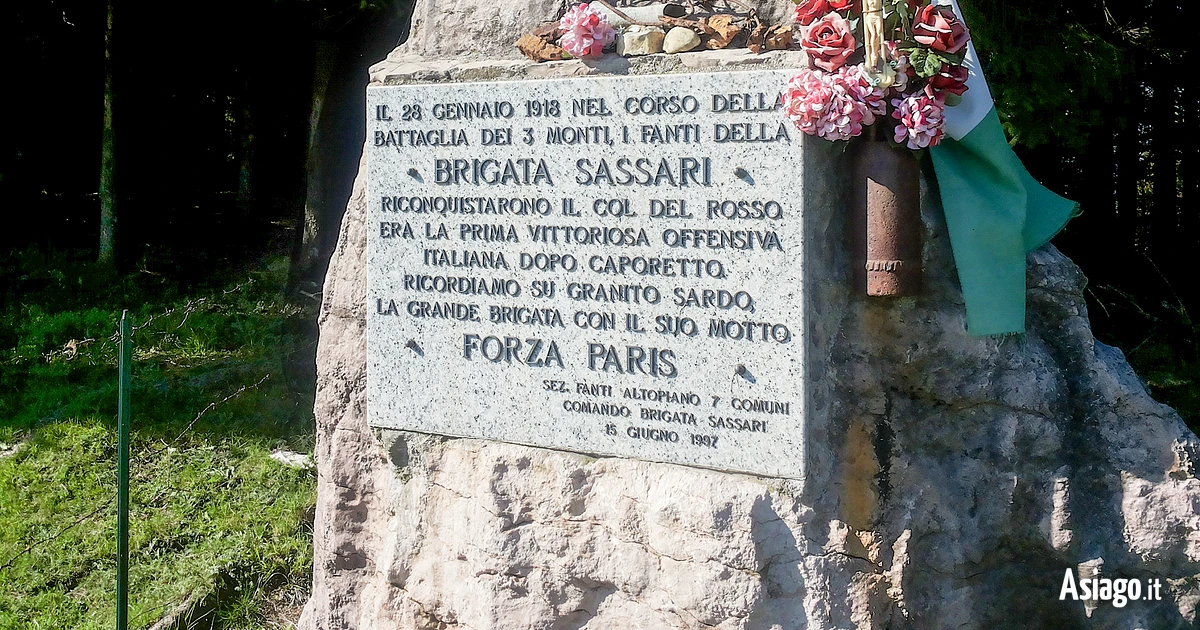 IL 28 GENNAIO 1918 NEL CORSO DELLA
BATTAGLIA DEI 3 MONTI, I FANTI DELLA
BRIGATA SASSARI
RICONQUISTARONO IL COL DEL ROSSO
ERA LA PRIMA VITTORIOSA OFFENSIVA
ITALIANA DOPO CAPORETTO.
RICORDIAMO SU GRANITO SARDO,
LA GRANDE BRIGATA CON IL SUO MOTTO
FORZA PARIS
SEZ. FANTI ALTOPIANO 7 COMUNI
COMANDO BRIGATA SASSARI
15 GIUGNO 1997
Asiago.it